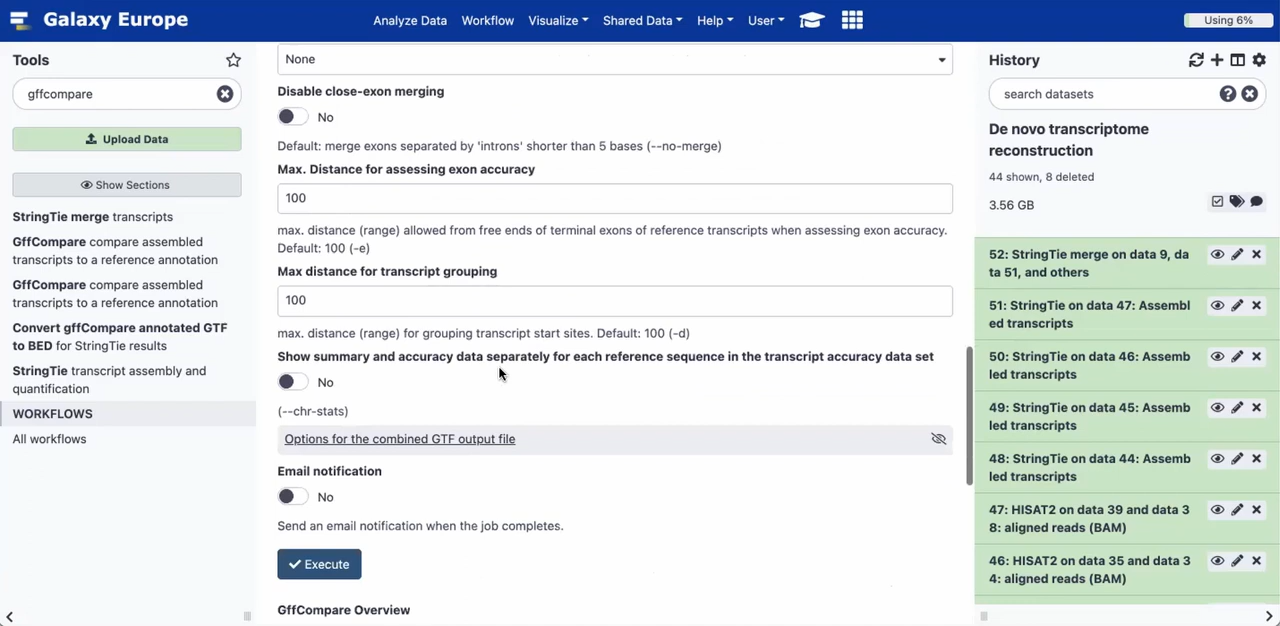 Galaxy Europe
Analyze Data
Workflow
Visualize
Shared Data
Help
User
Using 6%
Tools
gffcompare
Upload Data
Show Sections
StringTie merge transcripts
GffCompare compare assembled
transcripts to a reference annotation
GffCompare compare assembled
transcripts to a reference annotation
Convert gffCompare annotated GTF
to BED for StringTie results
StringTie transcript assembly and
quantification
WORKFLOWS
All workflows
None
Disable close-exon merging
No
Default: merge exons separated by 'introns' shorter than 5 bases (--no-merge)
Max. Distance for assessing exon accuracy
100
max. distance (range) allowed from free ends of terminal exons of reference transcripts when assessing exon accuracy.
Default: 100 (-e)
Max distance for transcript grouping
100
max. distance (range) for grouping transcript start sites. Default: 100 (-d)
Show summary and accuracy data separately for each reference sequence in the transcript accuracy data set
No
(--chr-stats)
Options for the combined GTF output file
Email notification
No
Send an email notification when the job completes.
Execute
GffCompare Overview
History
search datasets
De novo transcriptome
reconstruction
44 shown, 8 deleted
3.56 GB
52: StringTie merge on data 9, da
ta 51, and others
51: StringTie on data 47: Assembl
ed transcripts
50: StringTie on data 46: Assemb
led transcripts
49: StringTie on data 45: Assemb
led transcripts
48: StringTie on data 44: Assemb
led transcripts
47: HISAT2 on data 39 and data 3
8: aligned reads (BAM)
46: HISAT2 on data 35 and data 3
4: aligned reads (BAM)